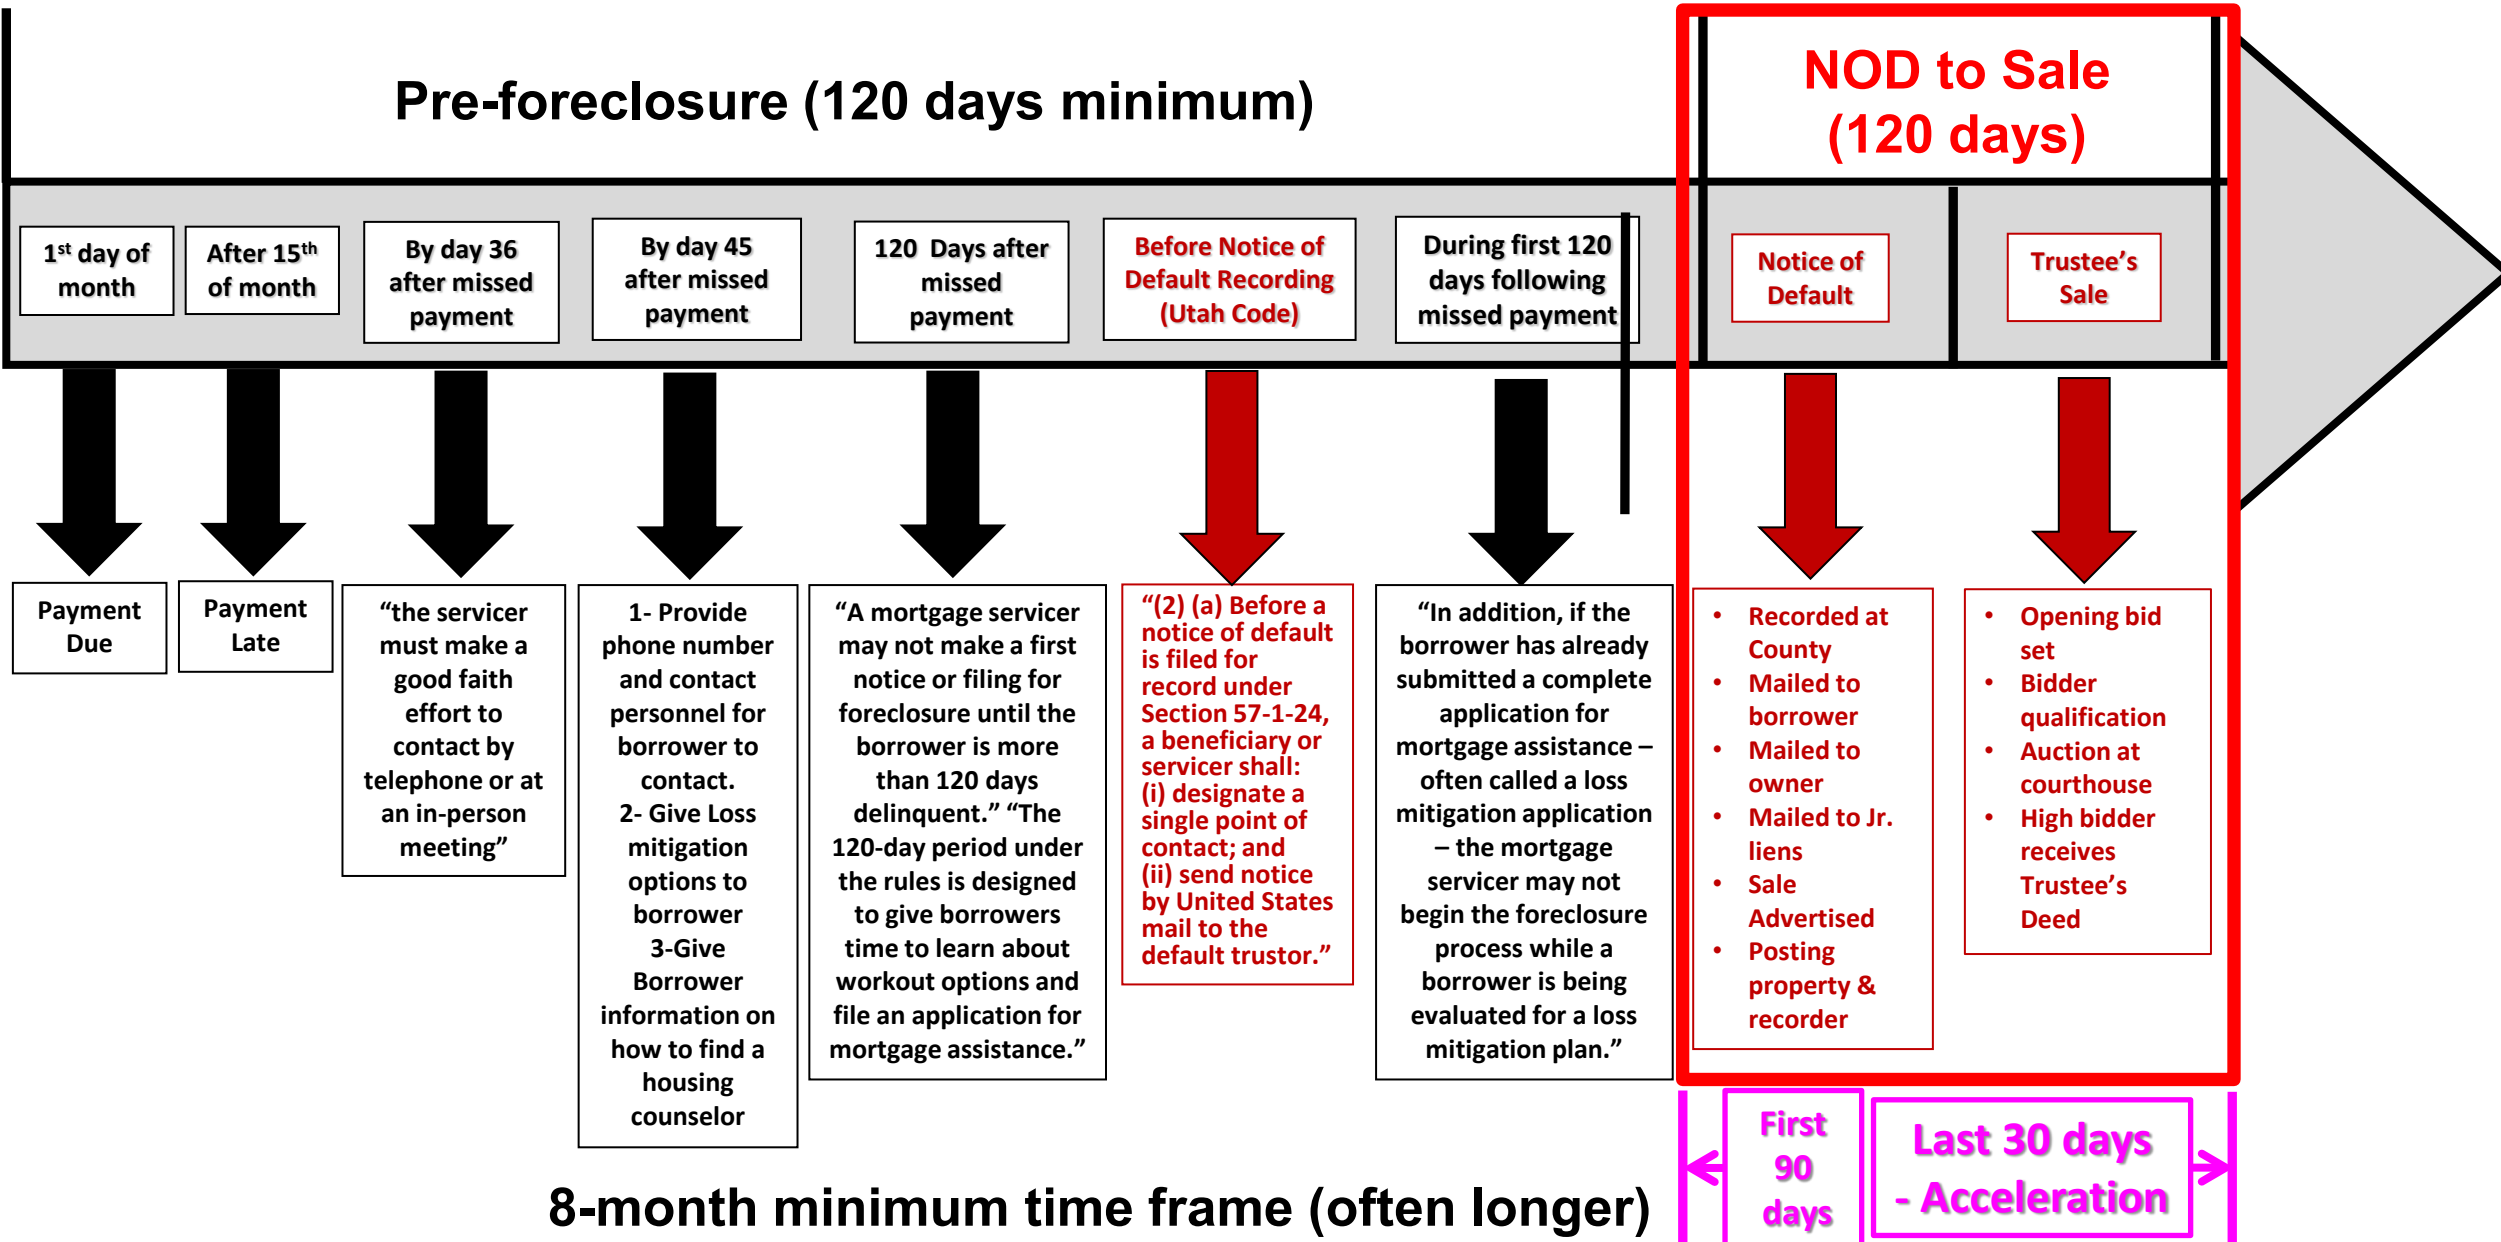 Pre-foreclosure (120 days minimum)
NOD to Sale
(120 days)
1st day of
month
After 15th
of month
By day 36
after missed
payment
By day 45
after missed
payment
120 Days after
missed
payment
Before Notice of
Default Recording
(Utah Code)
During first 120
days following
missed payment
Notice of
Default
Trustee’s
Sale
Payment
Due
Payment
Late
“the servicer
must make a
good faith
effort to
contact by
telephone or at
an in-person
meeting”
1- Provide
phone number
and contact
personnel for
borrower to
contact.
2- Give Loss
mitigation
options to
borrower
3-Give
Borrower
information on
how to find a
housing
counselor
“A mortgage servicer
may not make a first
notice or filing for
foreclosure until the
borrower is more
than 120 days
delinquent.” “The
120-day period under
the rules is designed
to give borrowers
time to learn about
workout options and
file an application for
mortgage assistance.”
“(2) (a) Before a
notice of default
is filed for
record under
Section 57-1-24,
a beneficiary or
servicer shall:
(i) designate a
single point of
contact; and
(ii) send notice
by United States
mail to the
default trustor.”
“In addition, if the
borrower has already
submitted a complete
application for
mortgage assistance –
often called a loss
mitigation application
– the mortgage
servicer may not
begin the foreclosure
process while a
borrower is being
evaluated for a loss
mitigation plan.”
• Recorded at
County
• Mailed to
borrower
• Mailed to
owner
• Mailed to Jr.
liens
• Sale
Advertised
• Posting
property &
recorder
• Opening bid
set
• Bidder
qualification
• Auction at
courthouse
• High bidder
receives
Trustee’s
Deed
First
90
days
Last 30 days
- Acceleration
8-month minimum time frame (often longer)